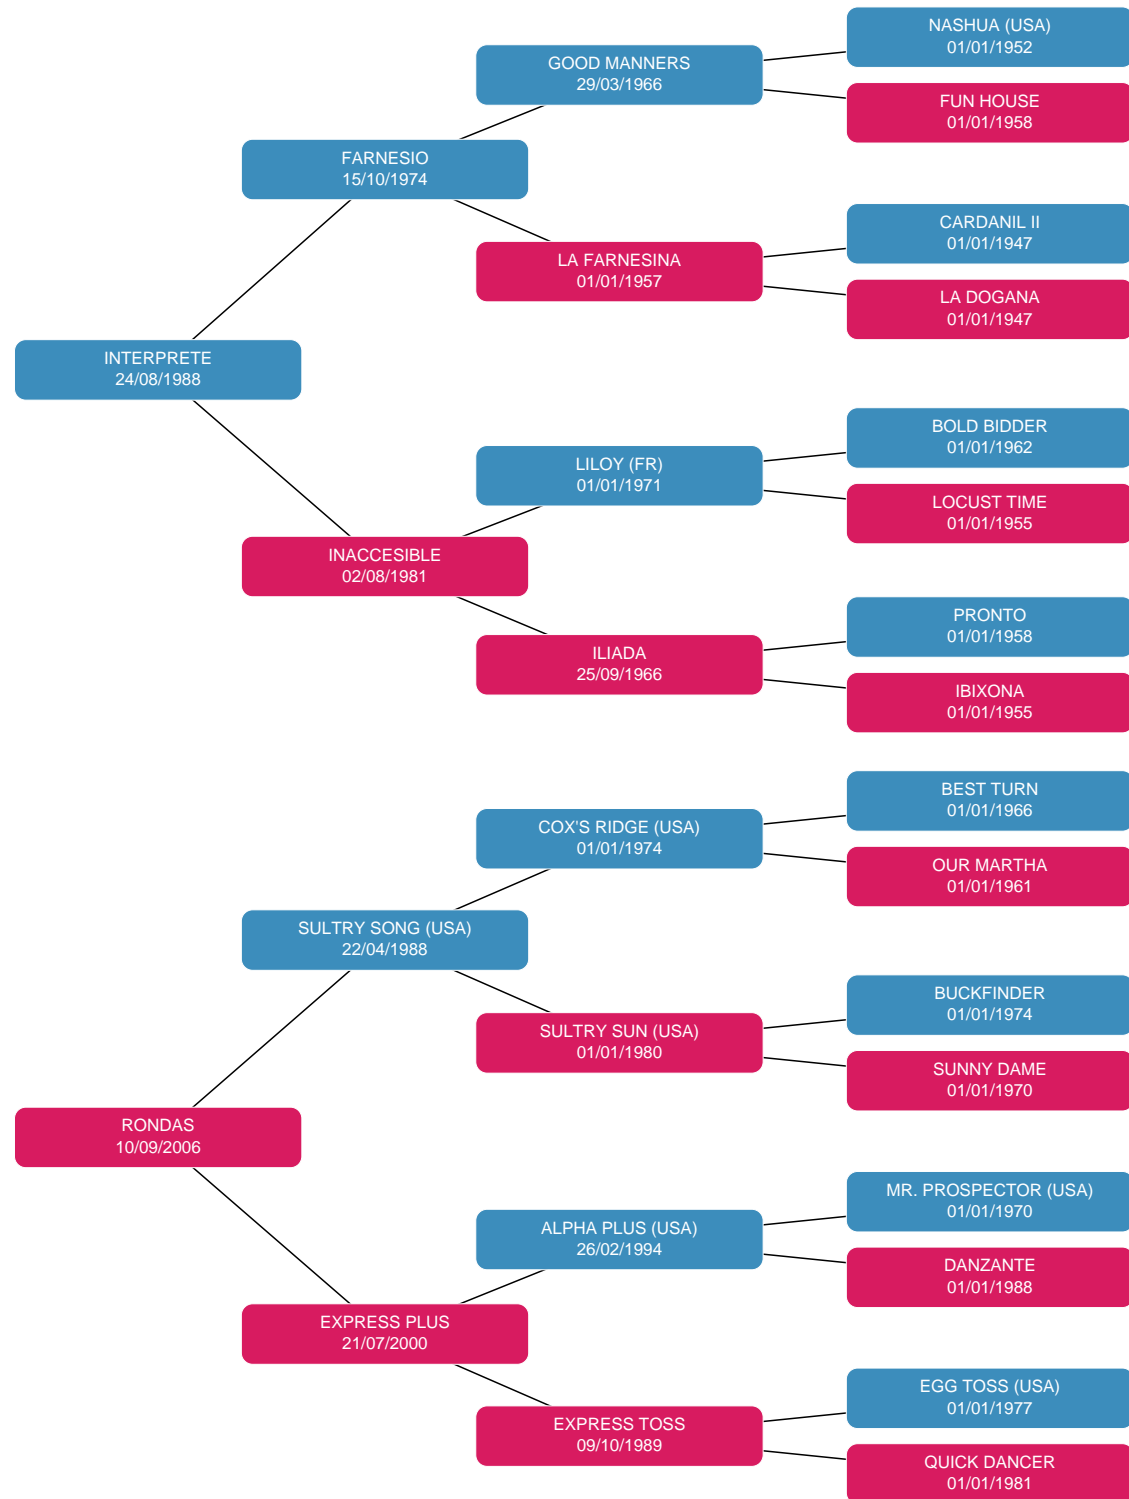 NASHUA (USA)
01/01/1952
GOOD MANNERS
29/03/1966
FUN HOUSE
01/01/1958
FARNESIO
15/10/1974
CARDANIL II
01/01/1947
LA FARNESINA
01/01/1957
LA DOGANA
01/01/1947
INTERPRETE
24/08/1988
BOLD BIDDER
01/01/1962
LILOY (FR)
01/01/1971
LOCUST TIME
01/01/1955
INACCESIBLE
02/08/1981
PRONTO
01/01/1958
ILIADA
25/09/1966
IBIXONA
01/01/1955
BEST TURN
01/01/1966
COX'S RIDGE (USA)
01/01/1974
OUR MARTHA
01/01/1961
SULTRY SONG (USA)
22/04/1988
BUCKFINDER
01/01/1974
SULTRY SUN (USA)
01/01/1980
SUNNY DAME
01/01/1970
RONDAS
10/09/2006
MR. PROSPECTOR (USA)
01/01/1970
ALPHA PLUS (USA)
26/02/1994
DANZANTE
01/01/1988
EXPRESS PLUS
21/07/2000
EGG TOSS (USA)
01/01/1977
EXPRESS TOSS
09/10/1989
QUICK DANCER
01/01/1981